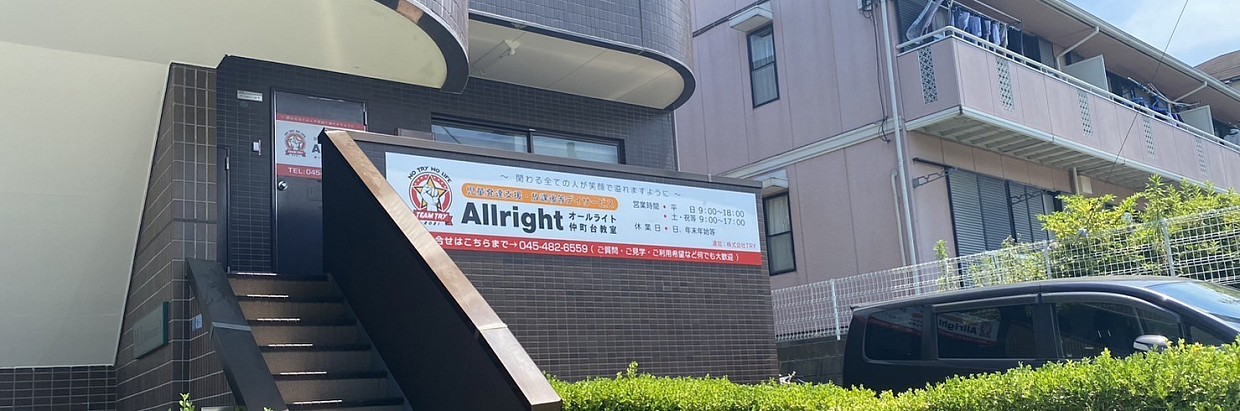 ～ 関わる全ての人が笑顔で溢れますように ～
NO TRY NO LIFE
TEAM TRY
児童発達支援・放課後等デイサービス
Allright オールライト
仲町台教室
営業時間 • 平 日 9:00～18:00
• 土・祝等 9:00～17:00
休業日 • 日、年末年始等
合せはこちらまで→045-482-6559 ( ご質問・ご見学・ご利用希望など何でも大歓迎 )
運営：株式会社TRY
TEL:045
Allright